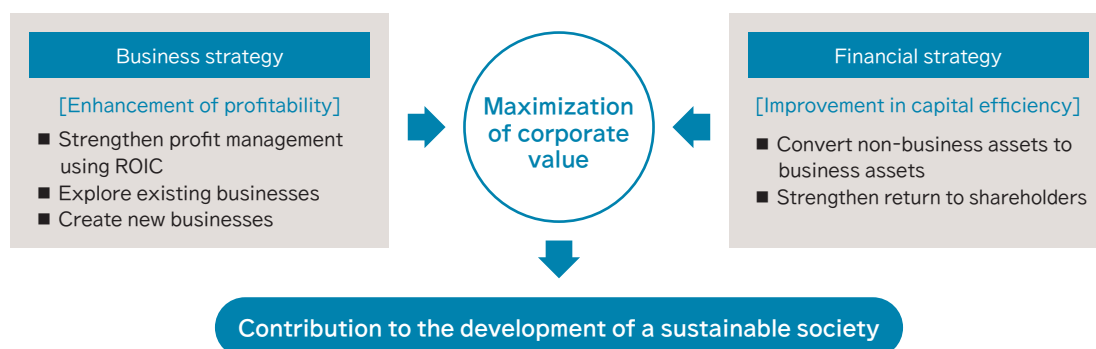 Business strategy
[Enhancement of profitability]
■ Strengthen profit management
using ROIC
■ Explore existing businesses
■ Create new businesses
Maximization
of corporate
value
Financial strategy
[Improvement in capital efficiency]
■ Convert non-business assets to
business assets
■ Strengthen return to shareholders
Contribution to the development of a sustainable society